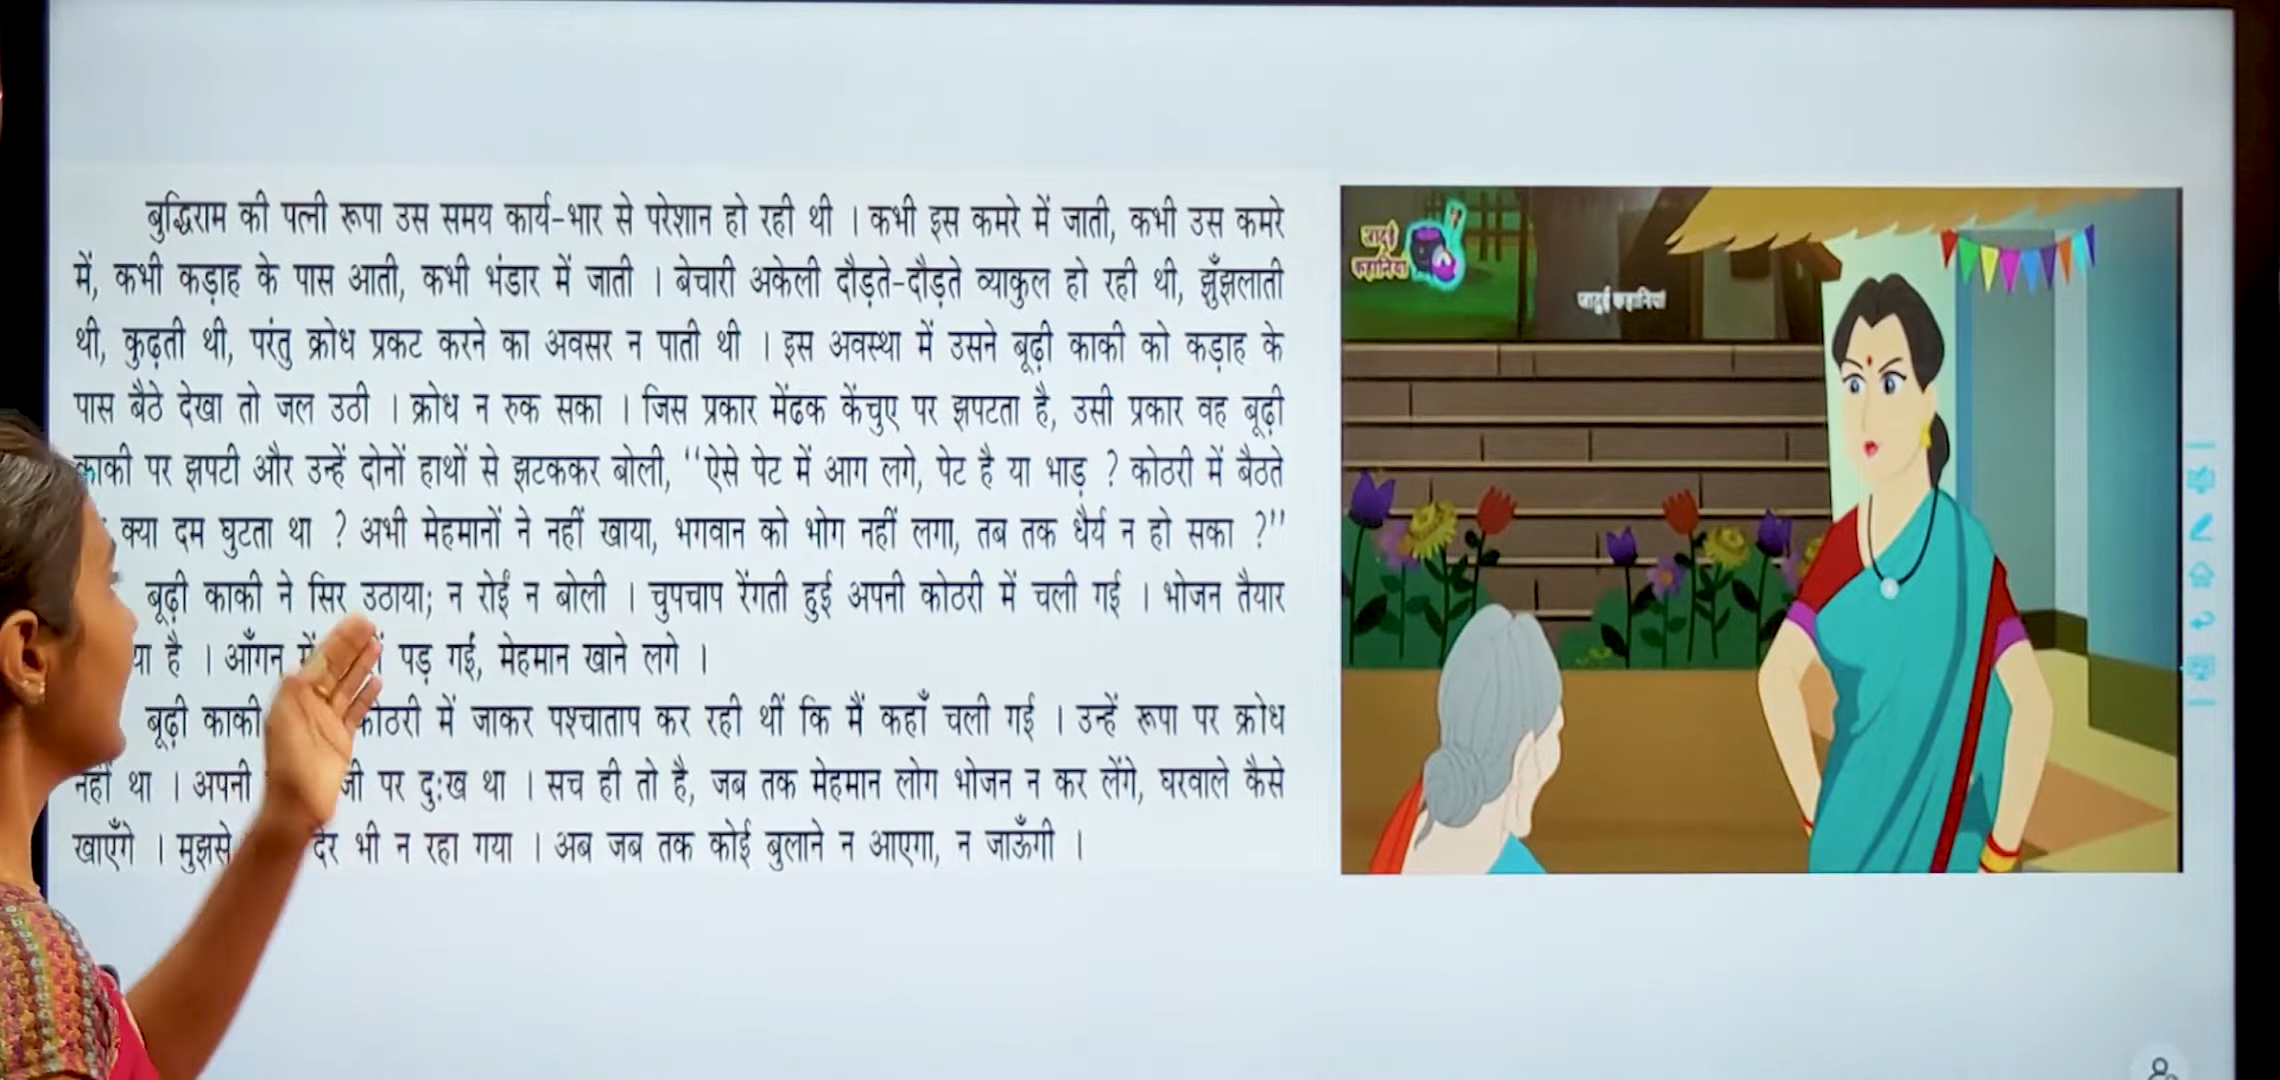 बुद्धिराम की पत्नी रूपा उस समय कार्य-भार से परेशान हो रही थी । कभी इस कमरे में जाती, कभी उस कमरे
में, कभी कड़ाह के पास आती, कभी भंडार में जाती । बेचारी अकेली दौड़ते-दौड़ते व्याकुल हो रही थी, झुँझलाती
थी, कुढ़ती थी, परंतु क्रोध प्रकट करने का अवसर न पाती थी । इस अवस्था में उसने बूढ़ी काकी को कड़ाह के
पास बैठे देखा तो जल उठी । क्रोध न रुक सका । जिस प्रकार मेंढक केंचुए पर झपटता है, उसी प्रकार वह बूढ़ी
काकी पर झपटी और उन्हें दोनों हाथों से झटककर बोली, ‘‘ऐसे पेट में आग लगे, पेट है या भाड़ ? कोठरी में बैठते
क्या दम घुटता था ? अभी मेहमानों ने नहीं खाया, भगवान को भोग नहीं लगा, तब तक धैर्य न हो सका ?’’
बूढ़ी काकी ने सिर उठाया; न रोईं न बोली । चुपचाप रेंगती हुई अपनी कोठरी में चली गई । भोजन तैयार
है । आँगन में पड़ गईं, मेहमान खाने लगे ।
बूढ़ी काकी कोठरी में जाकर पश्चाताप कर रही थीं कि मैं कहाँ चली गई । उन्हें रूपा पर क्रोध
नहीं था । अपनी पर दुःख था । सच ही तो है, जब तक मेहमान लोग भोजन न कर लेंगे, घरवाले कैसे
खाएँगे । मुझसे देर भी न रहा गया । अब जब तक कोई बुलाने न आएगा, न जाऊँगी ।
जादुई
कहानियां
जादुई कहानियां